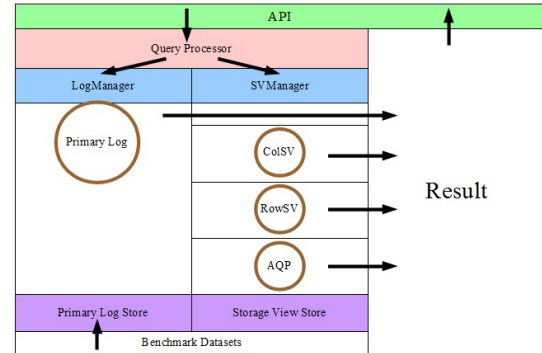 API
Query Processor
LogManager
SVManager
Primary Log
ColSV
RowSV
AQP
Result
Primary Log Store
Storage View Store
Benchmark Datasets